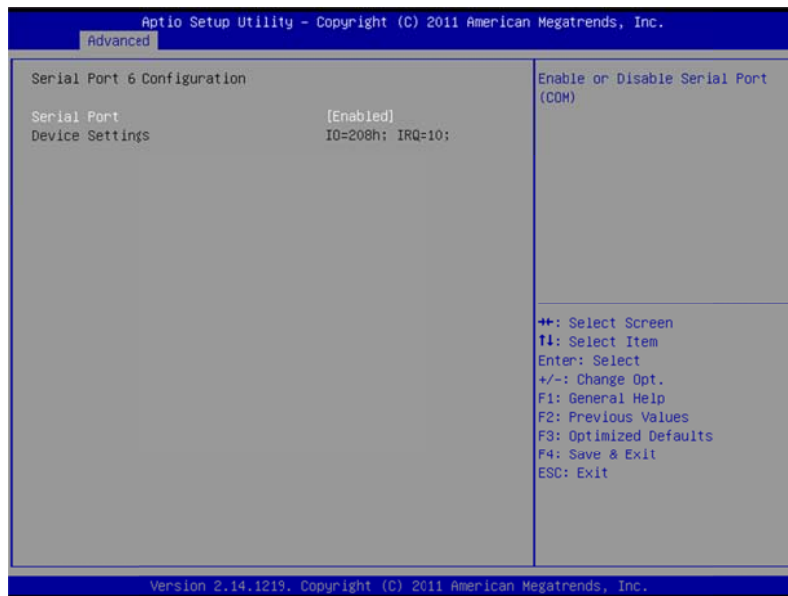 Aptio Setup Utility – Copyright (C) 2011 American Megatrends, Inc.
Advanced
Serial Port 6 Configuration
Serial Port [Enabled]
Device Settings IO=208h; IRQ=10;
Enable or Disable Serial Port
(COM)
→←: Select Screen
↑↓: Select Item
Enter: Select
+/-: Change Opt.
F1: General Help
F2: Previous Values
F3: Optimized Defaults
F4: Save & Exit
ESC: Exit
Version 2.14.1219. Copyright (C) 2011 American Megatrends, Inc.